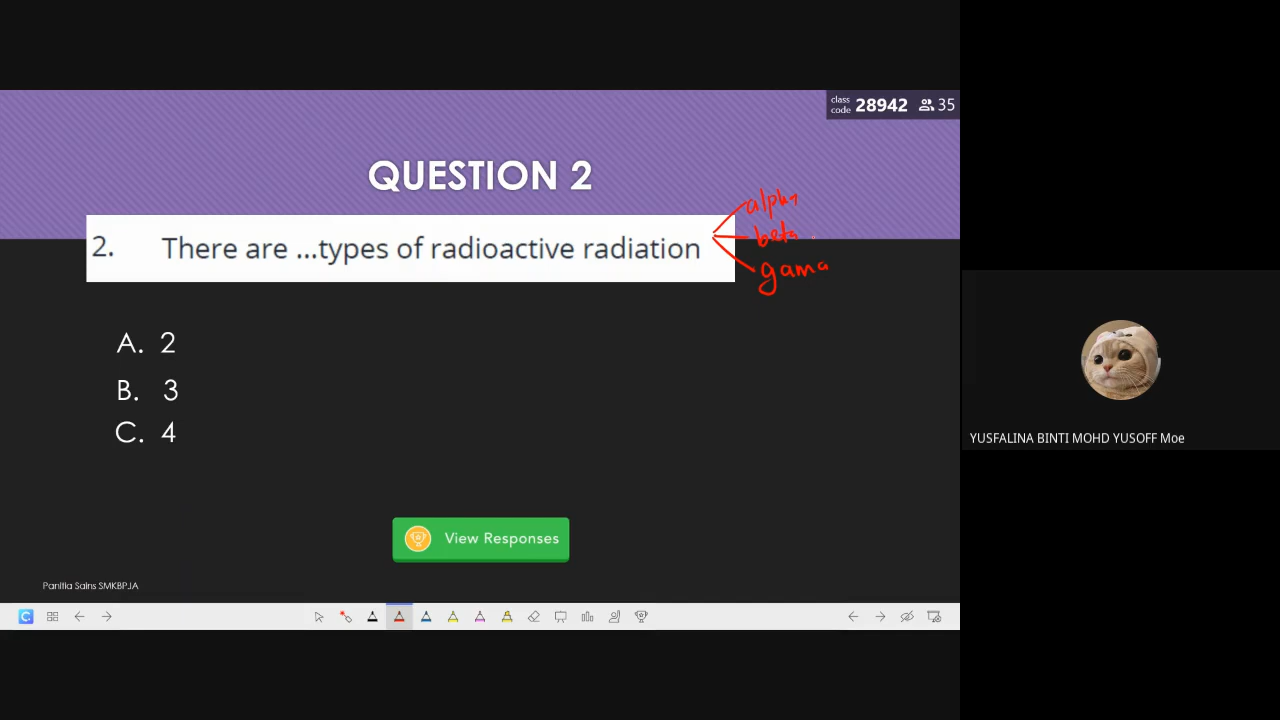 class
code 28942 35
QUESTION 2
alpha
2. There are ...types of radioactive radiation
beta
gama
A. 2
B. 3
C. 4
View Responses
Panitia Sains SMKBPJA
YUSFALINA BINTI MOHD YUSOFF Moe